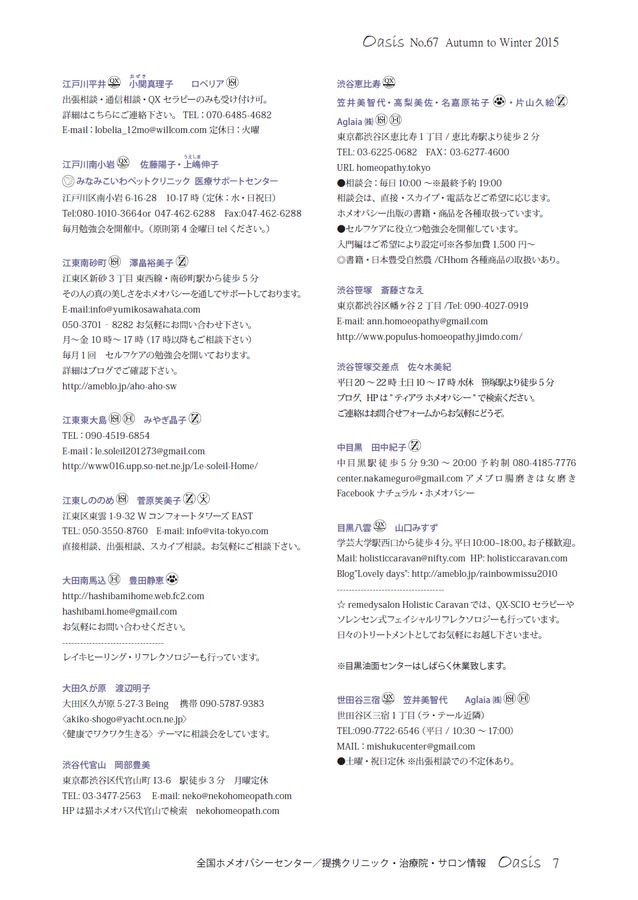 Oasis No.67 Autumn to Winter 2015
江戸川平井 QX 小関真理子 おぜき ロベリア
出張相談・通信相談・QX セラピーのみも受け付け可。
詳細はこちらにご連絡下さい。 TEL：070-6485-4682
E-mail：lobelia_12mo@willcom.com 定休日：火曜
江戸川南小岩 QX 佐藤陽子・上嶋伸子 うえしま
みなみこいわペットクリニック 医療サポートセンター
江戸川区南小岩 6-16-28 10-17 時（定休：水・日祝日）
Tel:080-1010-3664or 047-462-6288 Fax:047-462-6288
毎月勉強会を開催中。（原則第 4 金曜日 tel ください。）
江東南砂町 澤畠裕美子 Z
江東区新砂 3 丁目 東西線・南砂町駅から徒歩 5 分
その人の真の美しさをホメオパシーを通してサポートしております。
E-mail:info@yumikosawahata.com
050-3701‐8282 お気軽にお問い合わせ下さい。
月～金 10 時～ 17 時（17 時以降もご相談下さい）
毎月 1 回 セルフケアの勉強会を開いております。
詳細はブログでご確認下さい。
http://ameblo.jp/aho-aho-sw
江東東大島 H みやぎ晶子 Z
TEL：090-4519-6854
E-mail：le.soleil201273@gmail.com
http://www016.upp.so-net.ne.jp/Le-soleil-Home/
江東しののめ 菅原笑美子 Z 火
江東区東雲 1-9-32 W コンフォートタワーズ EAST
TEL: 050-3550-8760 E-mail: info@vita-tokyo.com
直接相談、出張相談、スカイプ相談。お気軽にご相談下さい。
大田南馬込 H 豊田静恵
http://hashibamihome.web.fc2.com
hashibami.home@gmail.com
お気軽にお問い合わせください。
----------------------------------
レイキヒーリング・リフレクソロジーも行っています。
大田久が原 渡辺明子
大田区久が原 5-27-3 Being 携帯 090-5787-9383
<akiko-shogo@yacht.ocn.ne.jp>
〈健康でワクワク生きる〉テーマに相談会をしています。
渋谷代官山 岡部豊美
東京都渋谷区代官山町 13-6 駅徒歩 3 分 月曜定休
TEL: 03-3477-2563 E-mail: neko@nekohomeopath.com
HP は猫ホメオパス代官山で検索 nekohomeopath.com
渋谷恵比寿 QX
笠井美智代・高梨美佐・名嘉原祐子・片山久絵 Z
Aglaia ㈱ H
東京都渋谷区恵比寿 1 丁目 / 恵比寿駅より徒歩 2 分
TEL: 03-6225-0682 FAX： 03-6277-4600
URL homeopathy.tokyo
●相談会：毎日 10:00 ～※最終予約 19:00
相談会は、直接・スカイプ・電話などご希望に応じます。
ホメオパシー出版の書籍・商品を各種取扱っています。
●セルフケアに役立つ勉強会を開催しています。
入門編はご希望により設定可※各参加費 1,500 円～
◎書籍・日本豊受自然農 /CHhom 各種商品の取扱いあり。
渋谷笹塚 斎藤さなえ
東京都渋谷区幡ヶ谷 2 丁目 /Tel: 090-4027-0919
E-mail: ann.homoeopathy@gmail.com
http://www.populus-homoeopathy.jimdo.com/
渋谷笹塚交差点 佐々木美紀
平日 20 ～ 22 時 土日 10 ～ 17 時 水休 笹塚駅より徒歩 5 分
ブログ、HP は " ティアラ ホメオパシー " で検索ください。
ご連絡はお問合せフォームからお気軽にどうぞ。
中目黒 田中紀子 Z
中目黒駅徒歩 5 分 9:30 ～ 20:00 予約制 080-4185-7776
center.nakameguro@gmail.com アメブロ腸磨きは女磨き
Facebook ナチュラル・ホメオパシー
目黒八雲 QX 山口みすず
学芸大学駅西口から徒歩 4 分。平日10:00~18:00。お子様歓迎。
Mail: holisticcaravan@nifty.com HP: holisticcaravan.com
Blog"Lovely days": http://ameblo.jp/rainbowmissu2010
------------------------------------
☆ remedysalon Holistic Caravan では、QX-SCIO セラピーや
ソレンセン式フェイシャルリフレクソロジーも行っています。
日々のトリートメントとしてお気軽にお越し下さいませ。
※目黒油面センターはしばらく休業致します。
世田谷三宿 QX 笠井美智代 Aglaia ㈱ H
世田谷区三宿 1 丁目（ラ・テール近隣）
TEL:090-7722-6546（平日 / 10:30 ～ 17:00）
MAIL：mishukucenter@gmail.com
●土曜・祝日定休 ※出張相談での不定休あり。
全国ホメオパシーセンター／提携クリニック・治療院・サロン情報 Oasis 7